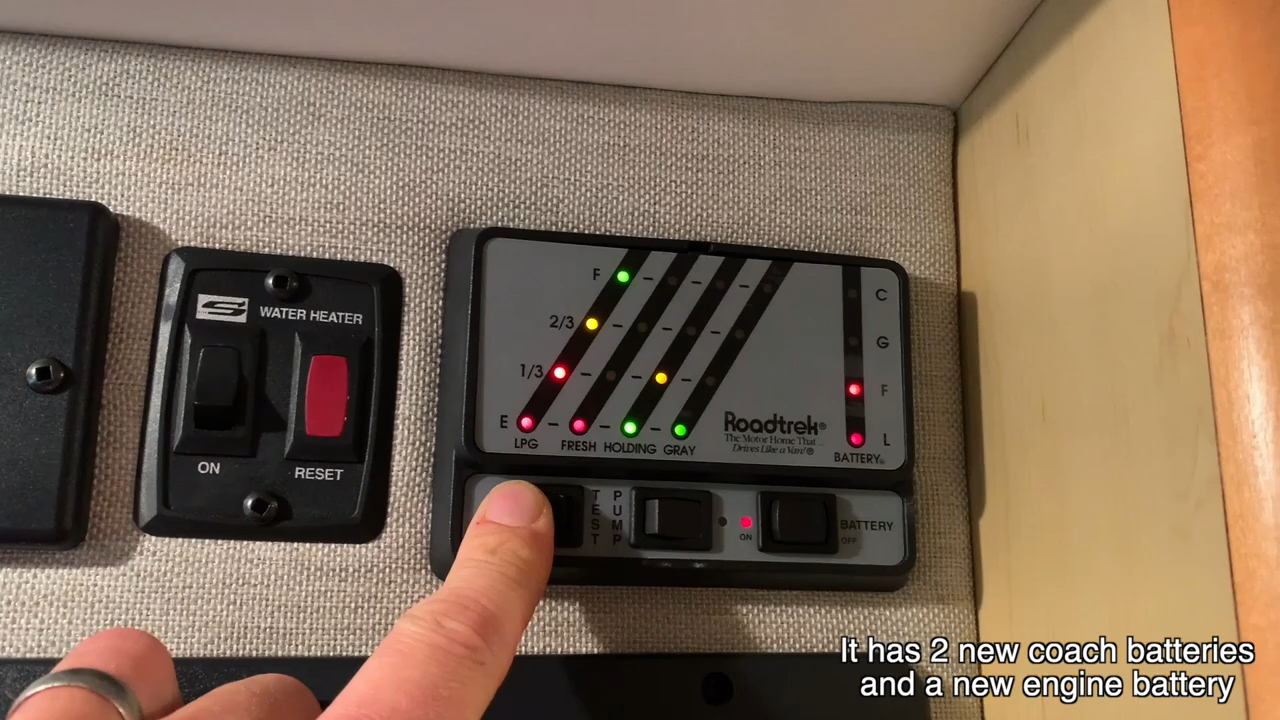 WATER HEATER
ON
RESET
F
2/3
1/3
E
LPG FRESH HOLDING GRAY
Roadtrek®
The Motor Home That...
Drives Like a Van!®
C
G
F
L
BATTERY®
TEST
PUMP
ON
BATTERY
OFF
It has 2 new coach batteries
and a new engine battery